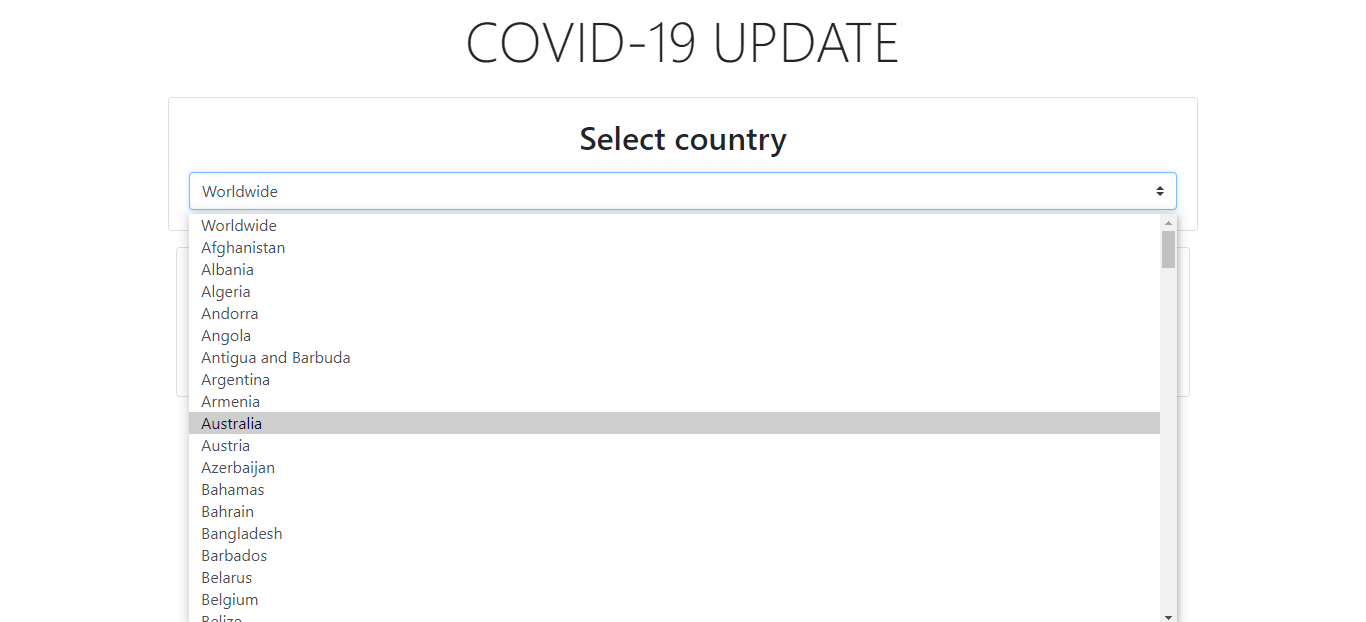 COVID-19 UPDATE
Select country
Worldwide
Worldwide
Afghanistan
Albania
Algeria
Andorra
Angola
Antigua and Barbuda
Argentina
Armenia
Australia
Austria
Azerbaijan
Bahamas
Bahrain
Bangladesh
Barbados
Belarus
Belgium
Belize